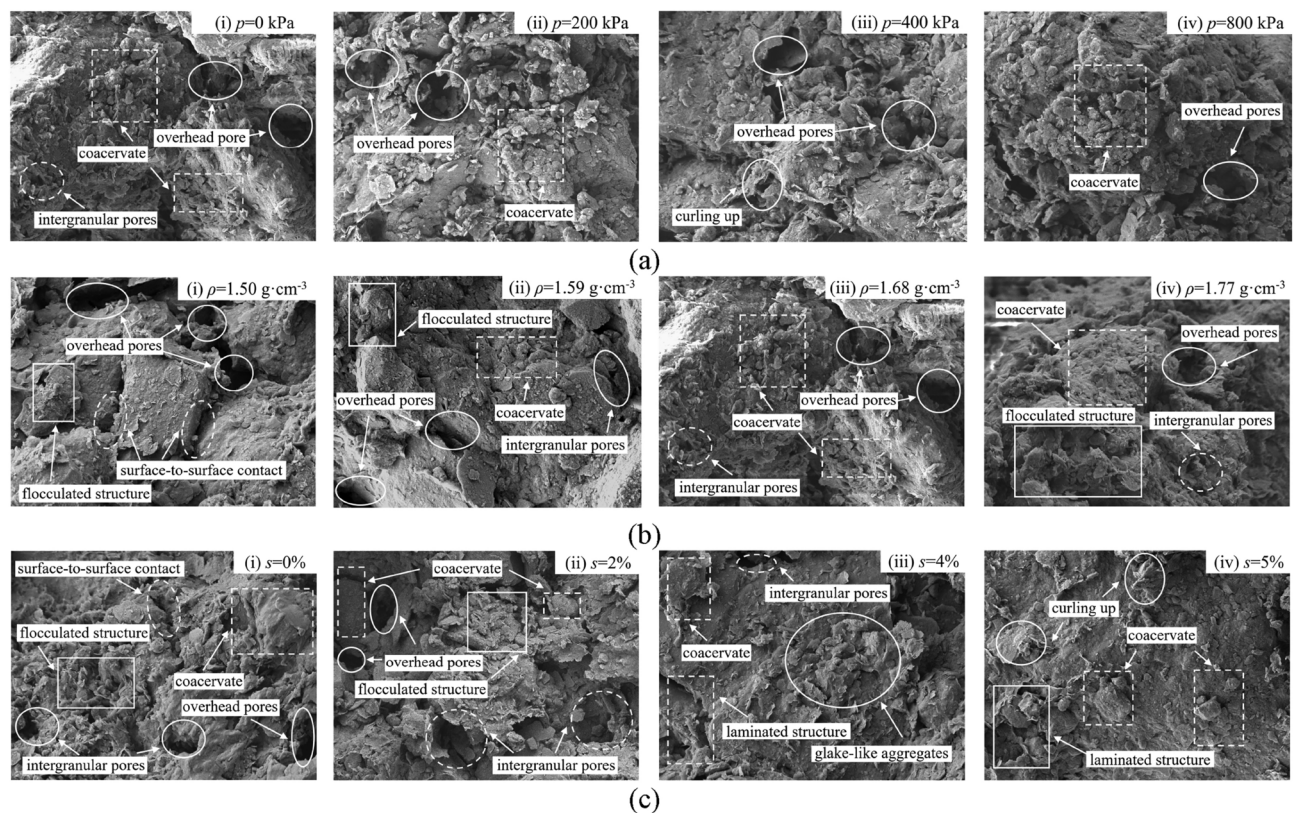 (i) p=0 kPa
overhead pore
coacervate
intergranular pores
(ii) p=200 kPa
overhead pores
coacervate
(iii) p=400 kPa
overhead pores
curling up
(iv) p=800 kPa
overhead pores
coacervate
(a)
(i) ρ=1.50 g·cm⁻³
overhead pores
surface-to-surface contact
flocculated structure
(ii) ρ=1.59 g·cm⁻³
flocculated structure
overhead pores
coacervate
intergranular pores
(iii) ρ=1.68 g·cm⁻³
overhead pores
coacervate
intergranular pores
(iv) ρ=1.77 g·cm⁻³
coacervate
overhead pores
flocculated structure
intergranular pores
(b)
(i) s=0%
surface-to-surface contact
flocculated structure
coacervate
overhead pores
intergranular pores
(ii) s=2%
coacervate
overhead pores
flocculated structure
intergranular pores
(iii) s=4%
intergranular pores
coacervate
laminated structure
glake-like aggregates
(iv) s=5%
curling up
coacervate
laminated structure
(c)